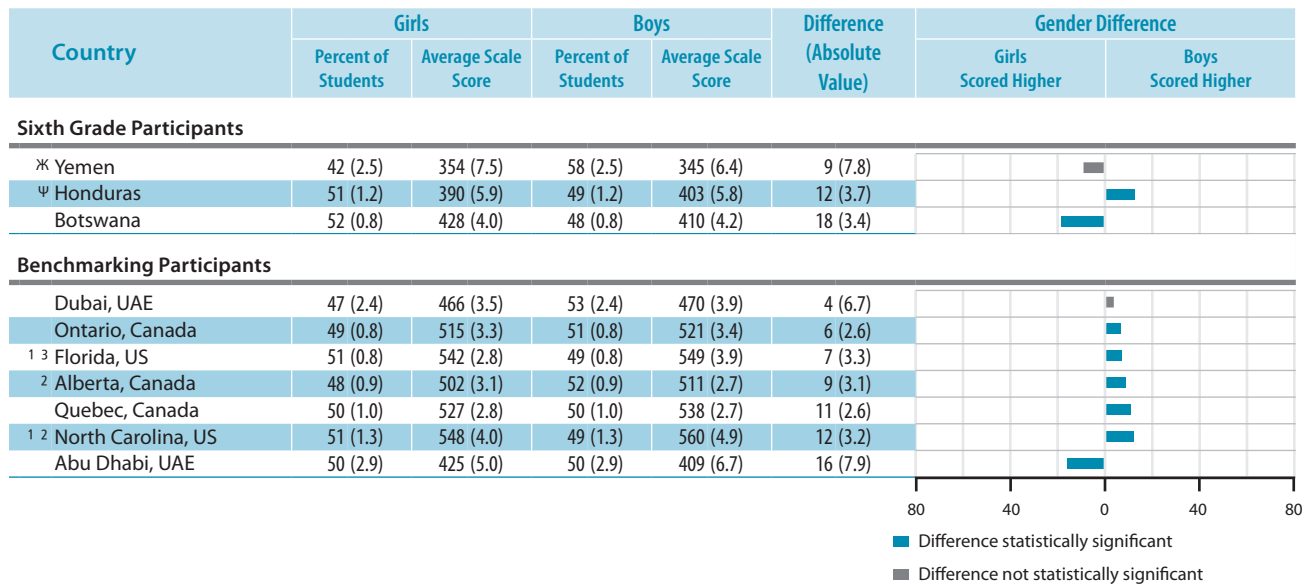 Country Girls Boys Difference (Absolute Value) Gender Difference
Percent of Students Average Scale Score Percent of Students Average Scale Score Girls Scored Higher Boys Scored Higher
Sixth Grade Participants
Ж Yemen 42 (2.5) 354 (7.5) 58 (2.5) 345 (6.4) 9 (7.8)
Ψ Honduras 51 (1.2) 390 (5.9) 49 (1.2) 403 (5.8) 12 (3.7)
Botswana 52 (0.8) 428 (4.0) 48 (0.8) 410 (4.2) 18 (3.4)
Benchmarking Participants
Dubai, UAE 47 (2.4) 466 (3.5) 53 (2.4) 470 (3.9) 4 (6.7)
Ontario, Canada 49 (0.8) 515 (3.3) 51 (0.8) 521 (3.4) 6 (2.6)
1 3 Florida, US 51 (0.8) 542 (2.8) 49 (0.8) 549 (3.9) 7 (3.3)
2 Alberta, Canada 48 (0.9) 502 (3.1) 52 (0.9) 511 (2.7) 9 (3.1)
Quebec, Canada 50 (1.0) 527 (2.8) 50 (1.0) 538 (2.7) 11 (2.6)
1 2 North Carolina, US 51 (1.3) 548 (4.0) 49 (1.3) 560 (4.9) 12 (3.2)
Abu Dhabi, UAE 50 (2.9) 425 (5.0) 50 (2.9) 409 (6.7) 16 (7.9)
80 40 0 40 80
Difference statistically significant
Difference not statistically significant